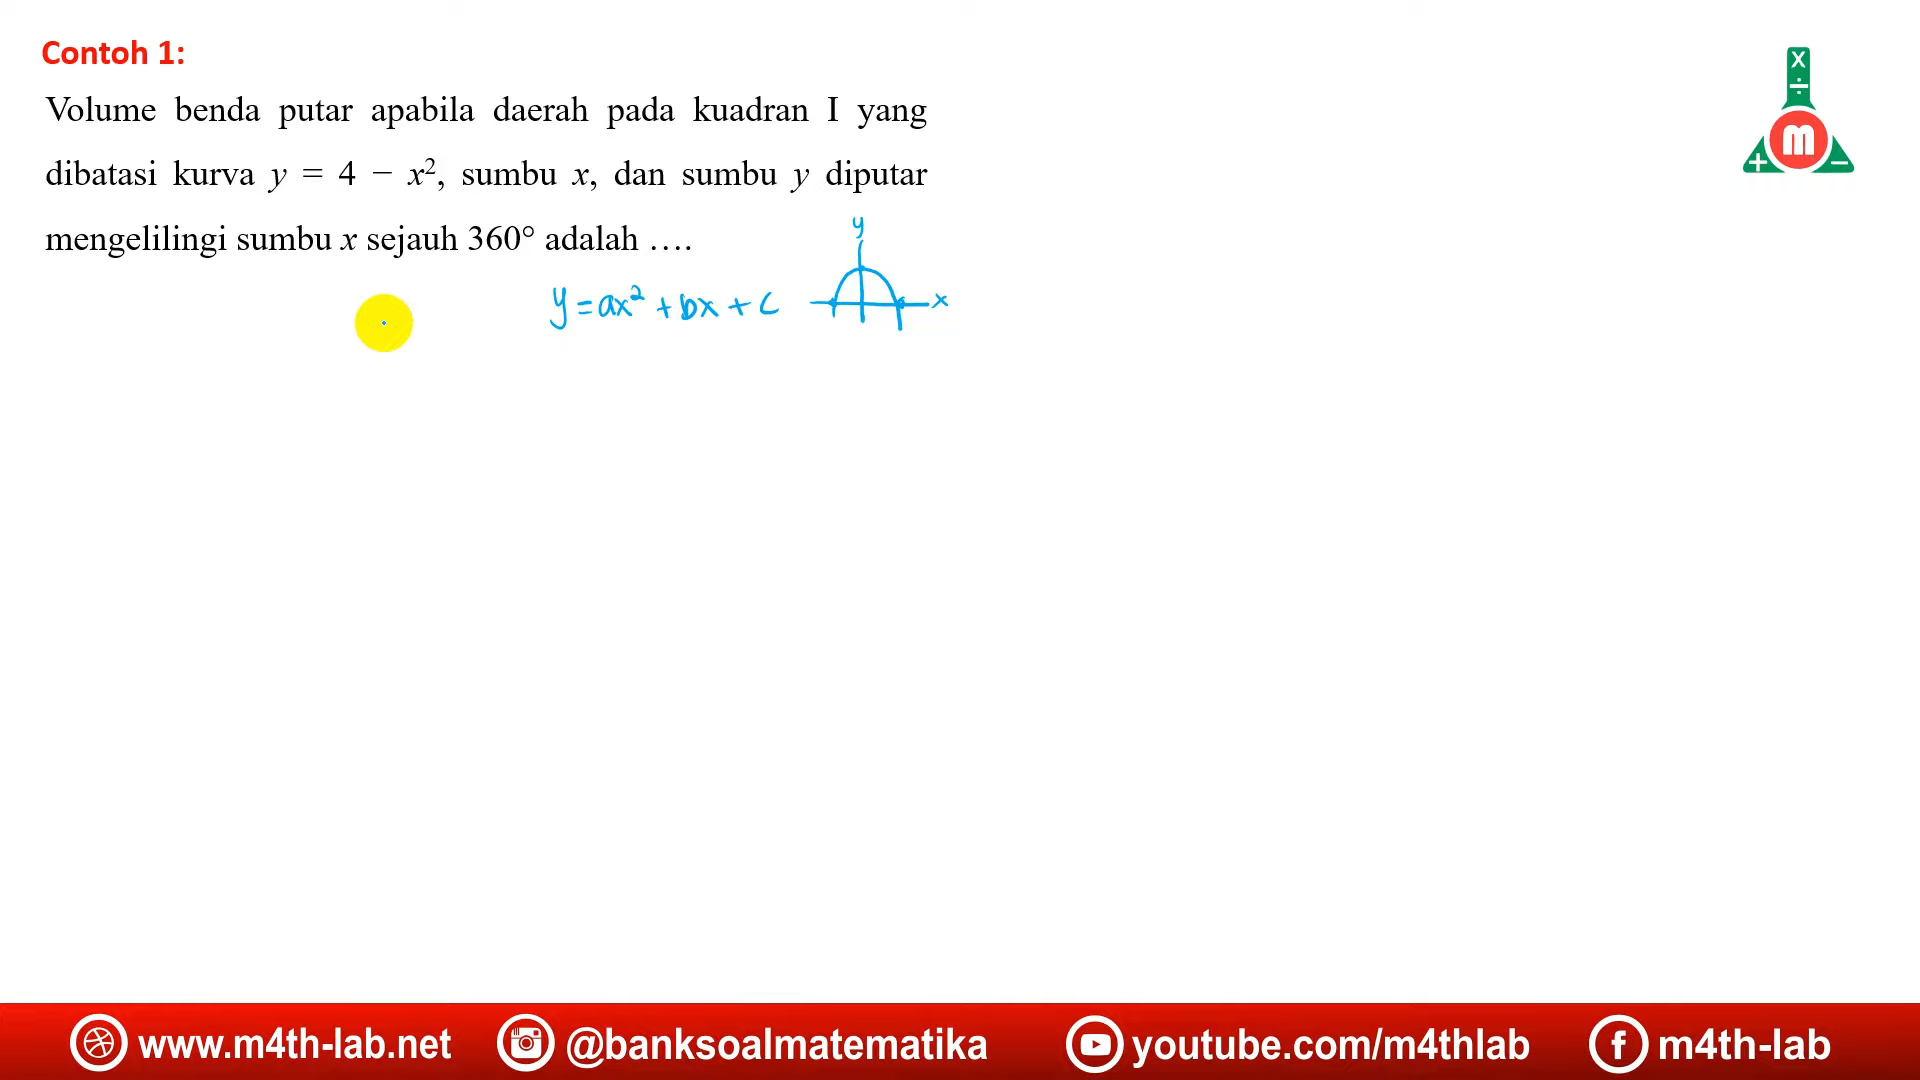 Contoh 1:
Volume benda putar apabila daerah pada kuadran I yang
dibatasi kurva y = 4 − x², sumbu x, dan sumbu y diputar
mengelilingi sumbu x sejauh 360° adalah ….
y
y = ax² + bx + c
x
X
÷
m
+ −
www.m4th-lab.net @banksoalmatematika youtube.com/m4thlab f m4th-lab